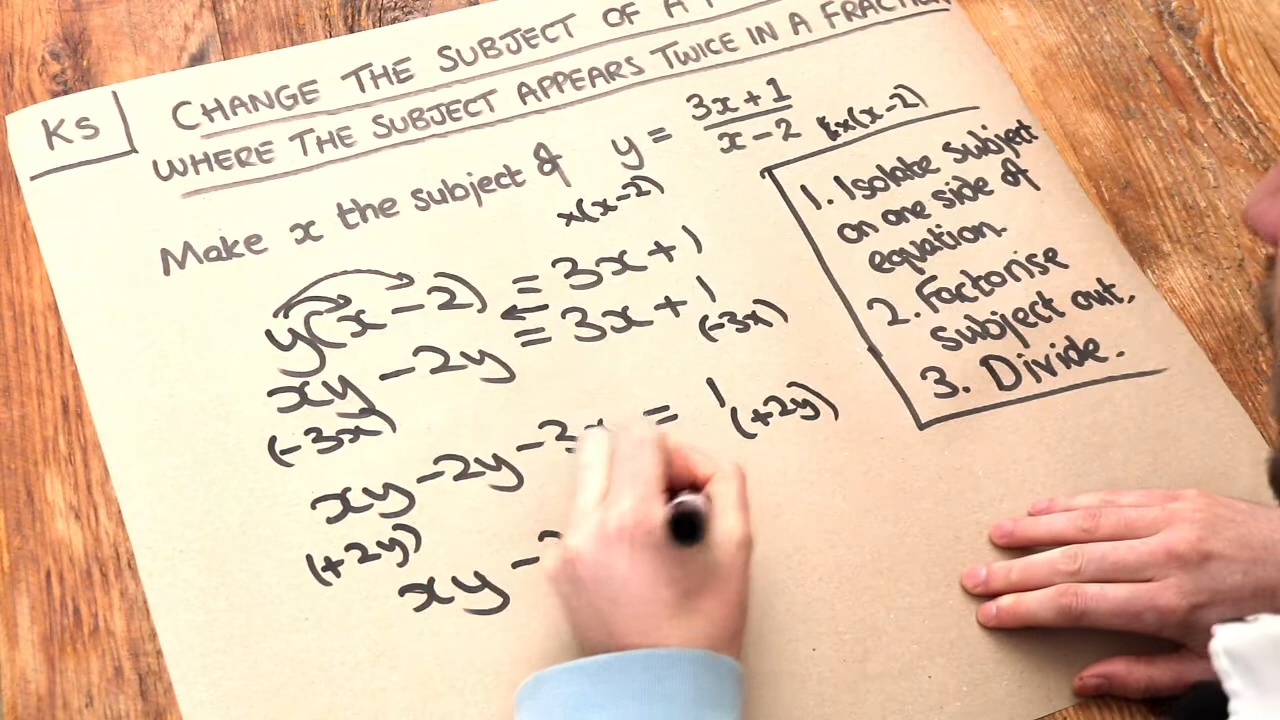 KS
CHANGE THE SUBJECT OF A
WHERE THE SUBJECT APPEARS TWICE IN A FRACTION
Make x the subject of y = (3x+1)/(x-2) x(x-2)
x(x-2)
y(x-2) = 3x+1
xy-2y = 3x+1
(-3x) (-3x)
xy-2y-3x = 1
(+2y) (+2y)
xy-
1. Isolate subject
on one side of
equation.
2. Factorise
subject out.
3. Divide.